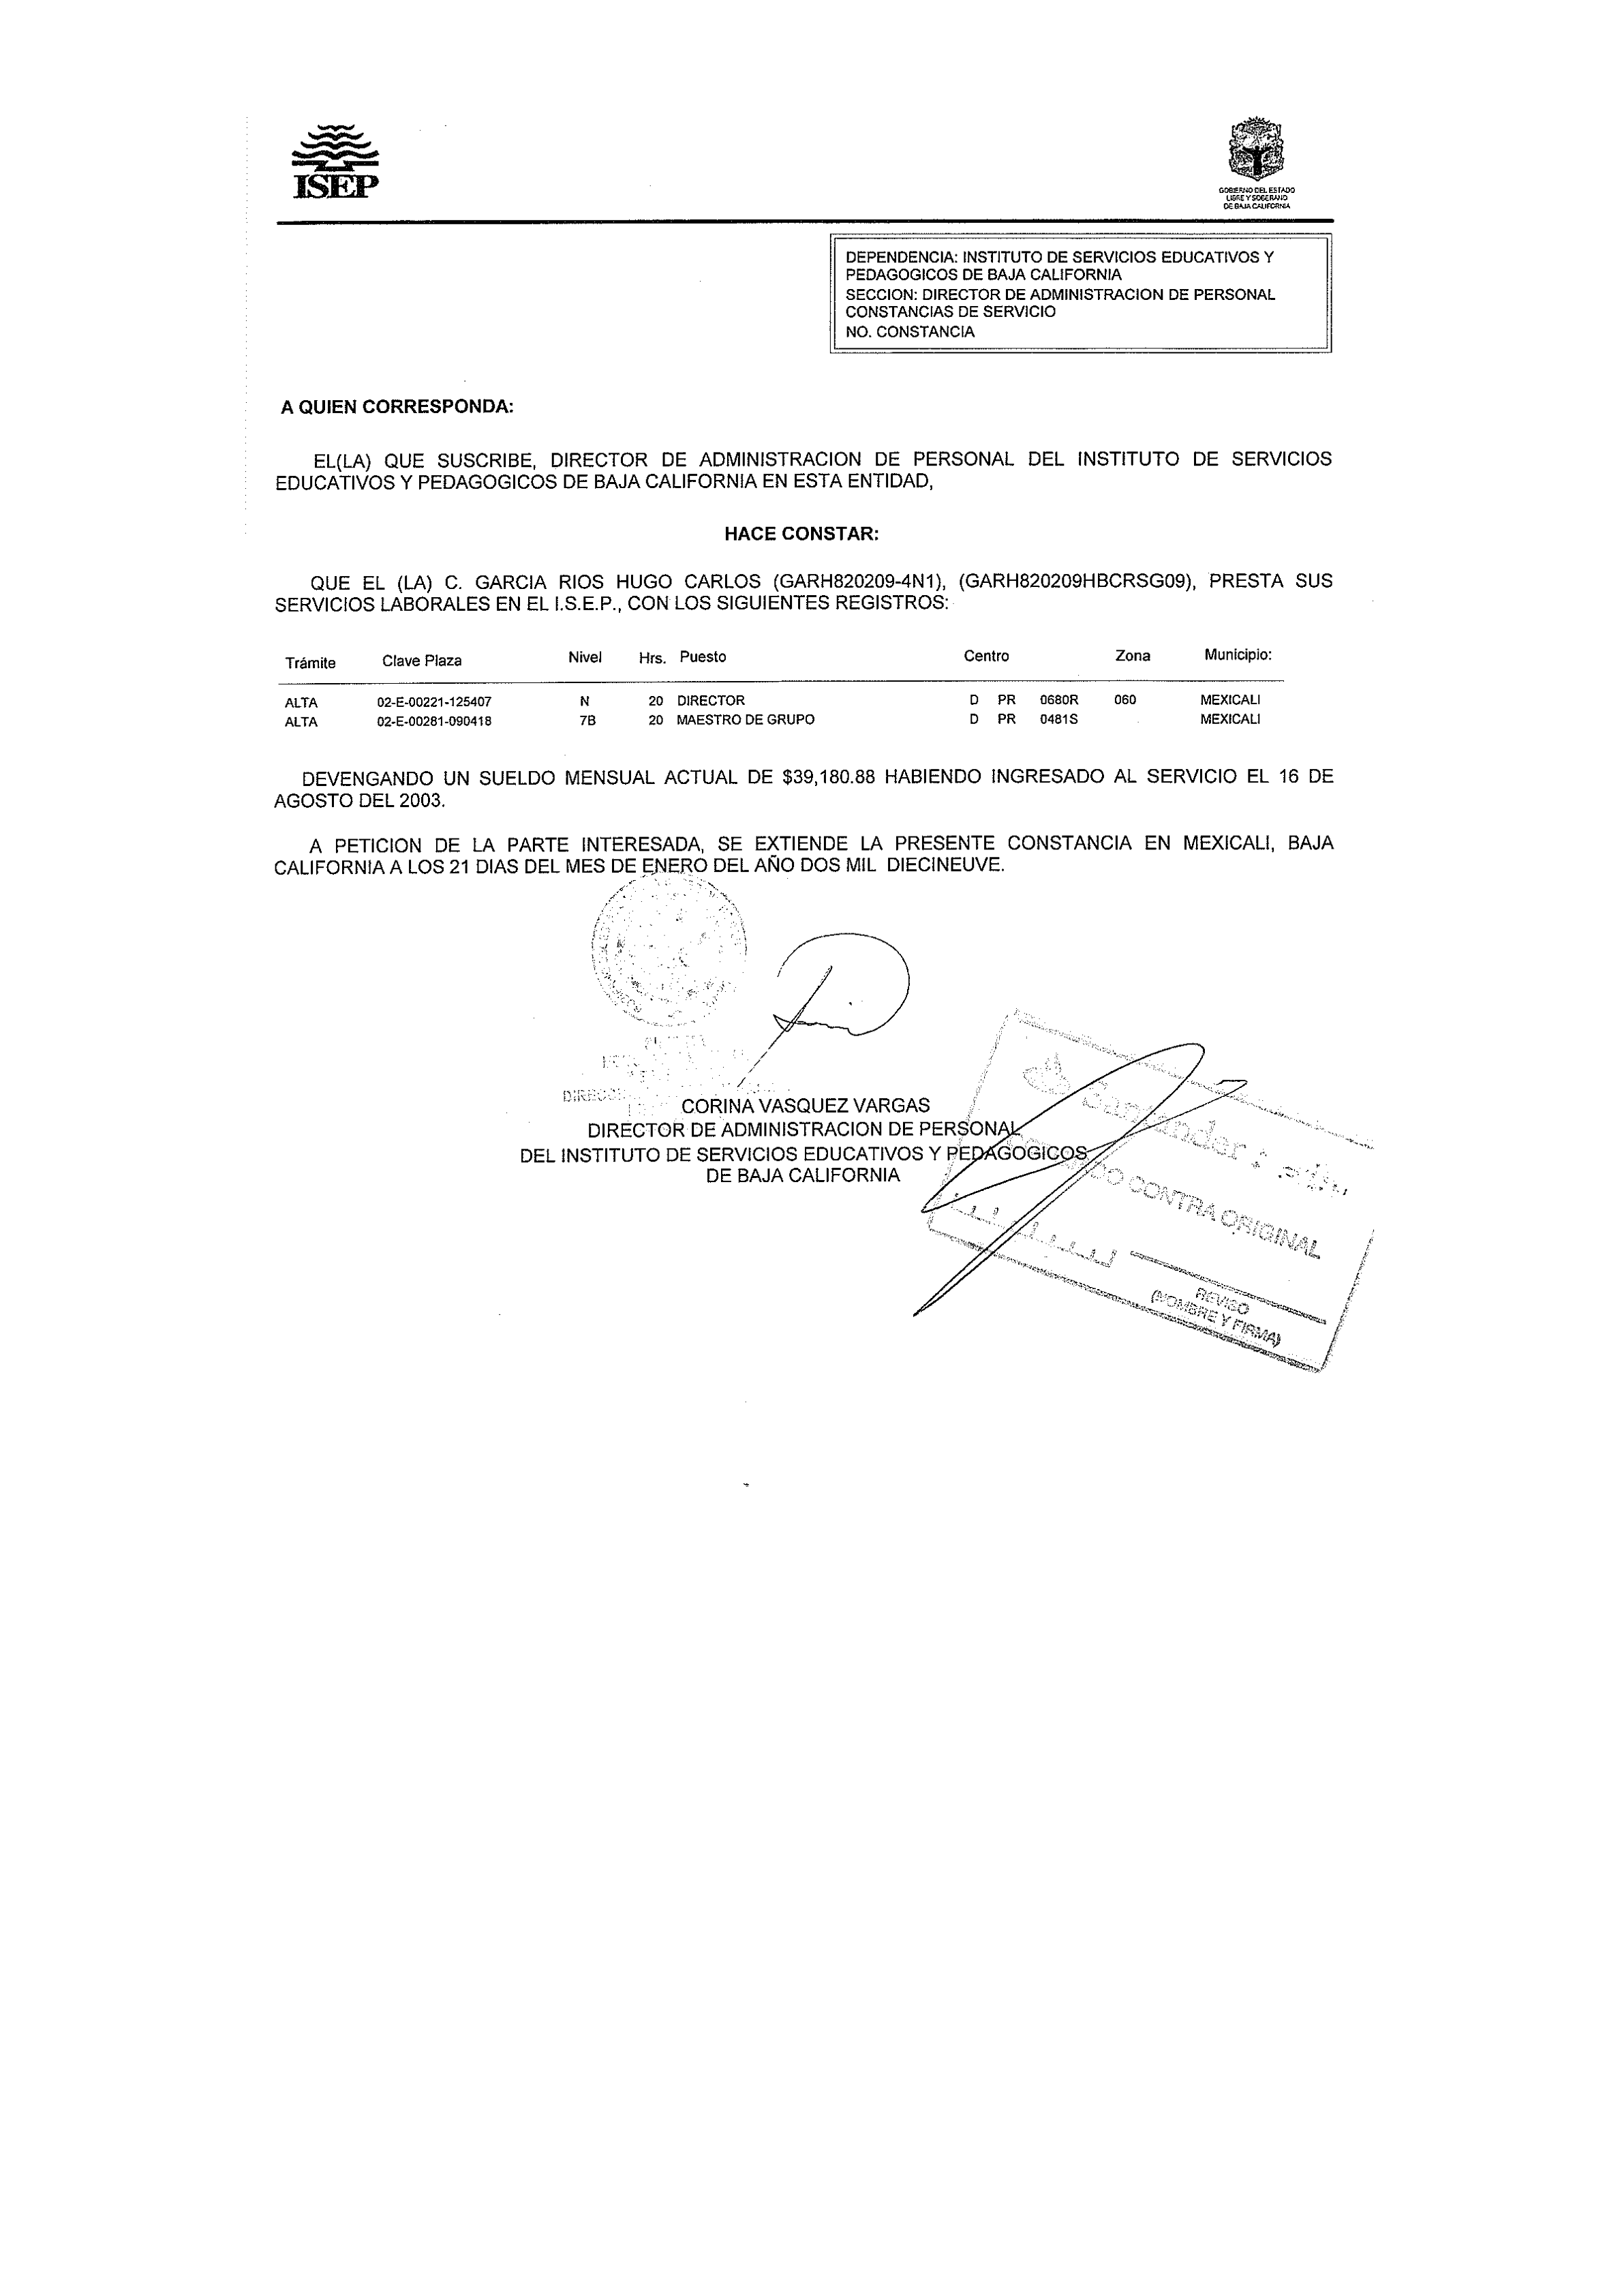 ISEP
GOBIERNO DEL ESTADO
LIBRE Y SOBERANO
DE BAJA CALIFORNIA
DEPENDENCIA: INSTITUTO DE SERVICIOS EDUCATIVOS Y
PEDAGOGICOS DE BAJA CALIFORNIA
SECCION: DIRECTOR DE ADMINISTRACION DE PERSONAL
CONSTANCIAS DE SERVICIO
NO. CONSTANCIA
A QUIEN CORRESPONDA:
EL(LA) QUE SUSCRIBE, DIRECTOR DE ADMINISTRACION DE PERSONAL DEL INSTITUTO DE SERVICIOS
EDUCATIVOS Y PEDAGOGICOS DE BAJA CALIFORNIA EN ESTA ENTIDAD,
HACE CONSTAR:
QUE EL (LA) C. GARCIA RIOS HUGO CARLOS (GARH820209-4N1), (GARH820209HBCRSG09), PRESTA SUS
SERVICIOS LABORALES EN EL I.S.E.P., CON LOS SIGUIENTES REGISTROS:
Trámite Clave Plaza Nivel Hrs. Puesto Centro Zona Municipio:
ALTA 02-E-00221-125407 N 20 DIRECTOR D PR 0680R 060 MEXICALI
ALTA 02-E-00281-090418 7B 20 MAESTRO DE GRUPO D PR 0481S MEXICALI
DEVENGANDO UN SUELDO MENSUAL ACTUAL DE $39,180.88 HABIENDO INGRESADO AL SERVICIO EL 16 DE
AGOSTO DEL 2003.
A PETICION DE LA PARTE INTERESADA, SE EXTIENDE LA PRESENTE CONSTANCIA EN MEXICALI, BAJA
CALIFORNIA A LOS 21 DIAS DEL MES DE ENERO DEL AÑO DOS MIL DIECINEUVE.
CORINA VASQUEZ VARGAS
DIRECTOR DE ADMINISTRACION DE PERSONAL
DEL INSTITUTO DE SERVICIOS EDUCATIVOS Y PEDAGOGICOS
DE BAJA CALIFORNIA
Santander
CONTRA ORIGINAL
REVISO
(NOMBRE Y FIRMA)